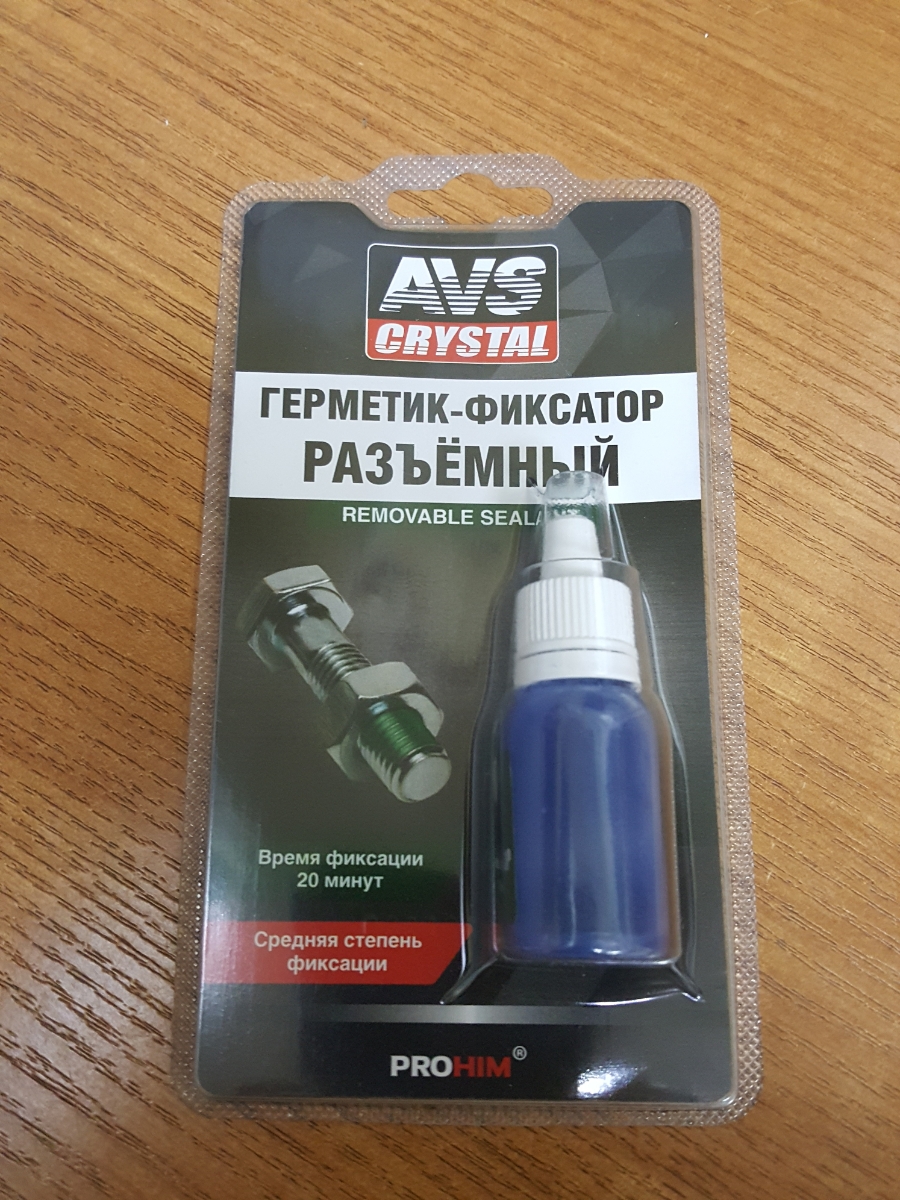 AVS
CRYSTAL
ГЕРМЕТИК-ФИКСАТОР
РАЗЪЁМНЫЙ
REMOVABLE
Время фиксации
20 минут
Средняя степень
фиксации
PROHIM®